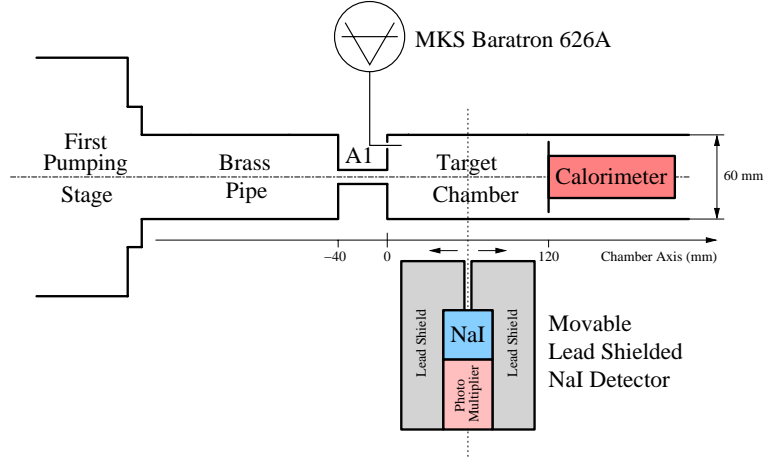 MKS Baratron 626A
First
Pumping
Stage
Brass
Pipe
A1
Target
Chamber
Calorimeter
60 mm
−40
0
120
Chamber Axis (mm)
Lead Shield
NaI
Photo
Multiplier
Lead Shield
Movable
Lead Shielded
NaI Detector